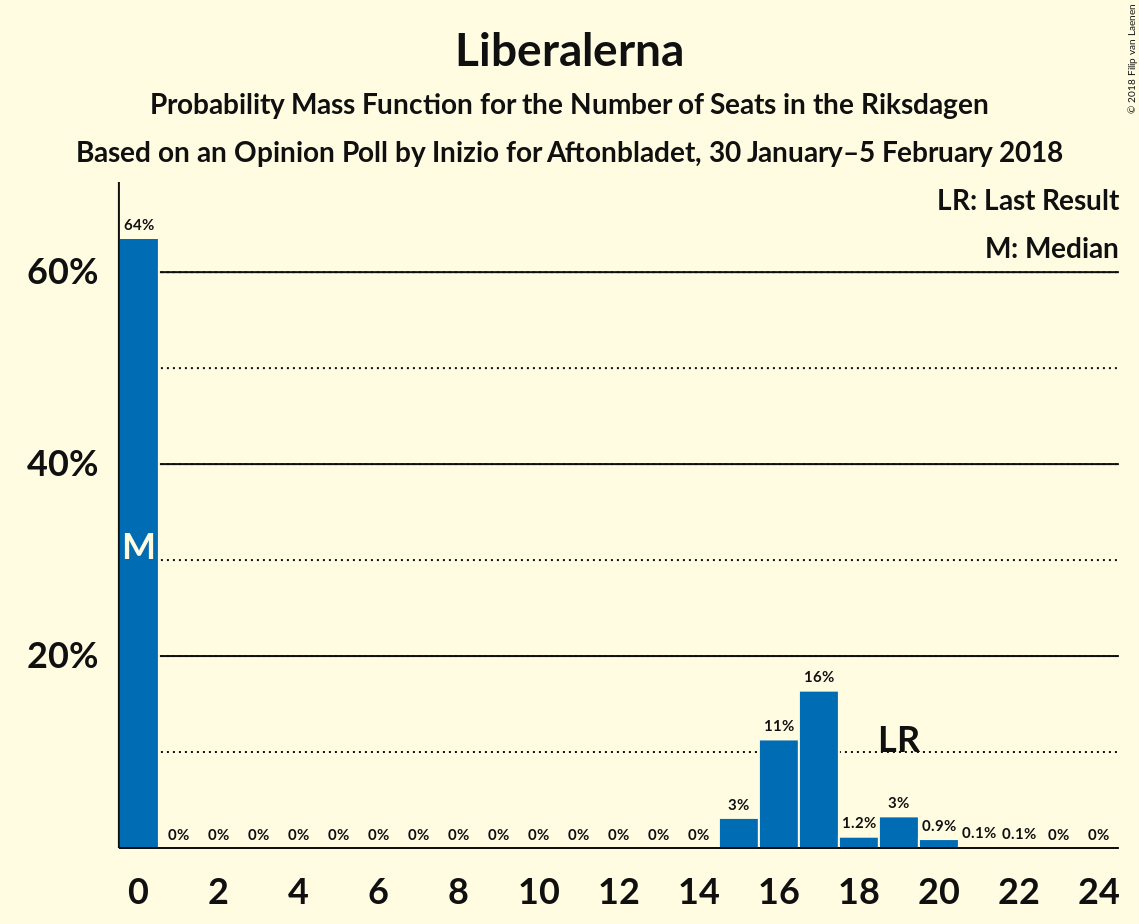 Liberalerna
Probability Mass Function for the Number of Seats in the Riksdagen
Based on an Opinion Poll by Inizio for Aftonbladet, 30 January–5 February 2018
© 2018 Filip van Laenen
LR: Last Result
M: Median
64%
60%
40%
M
20%
16%
11%
LR
3%
3%
1.2%
0.9%
0.1%
0.1%
0% 0% 0% 0% 0% 0% 0% 0% 0% 0% 0% 0% 0% 0% 0% 0%
0 2 4 6 8 10 12 14 16 18 20 22 24